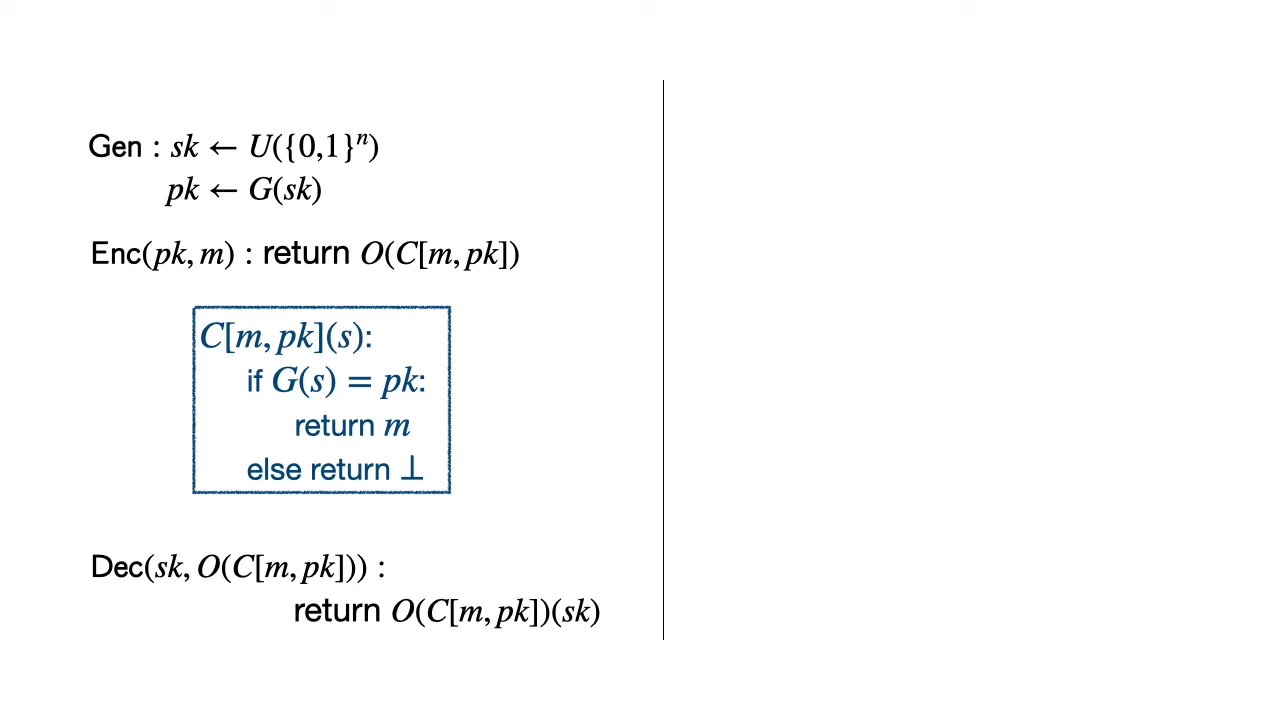 Gen : sk ← U({0,1}ⁿ)
pk ← G(sk)
Enc(pk, m) : return O(C[m, pk])
C[m, pk](s):
if G(s) = pk:
return m
else return ⊥
Dec(sk, O(C[m, pk])) :
return O(C[m, pk])(sk)